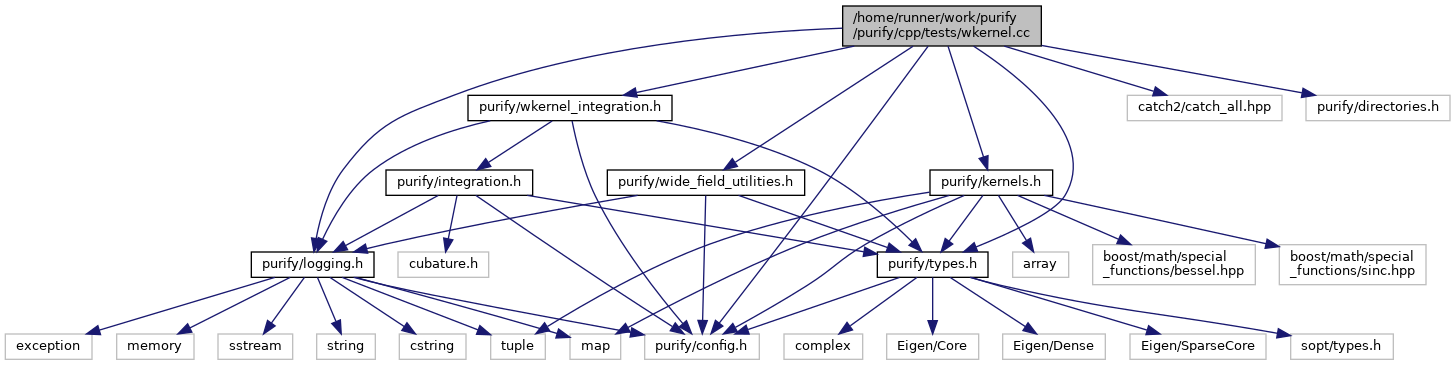 /home/runner/work/purify
/purify/cpp/tests/wkernel.cc
purify/wkernel_integration.h
catch2/catch_all.hpp
purify/directories.h
purify/integration.h
purify/wide_field_utilities.h
purify/kernels.h
purify/logging.h
cubature.h
purify/types.h
array
boost/math/special
_functions/bessel.hpp
boost/math/special
_functions/sinc.hpp
exception
memory
sstream
string
cstring
tuple
map
purify/config.h
complex
Eigen/Core
Eigen/Dense
Eigen/SparseCore
sopt/types.h